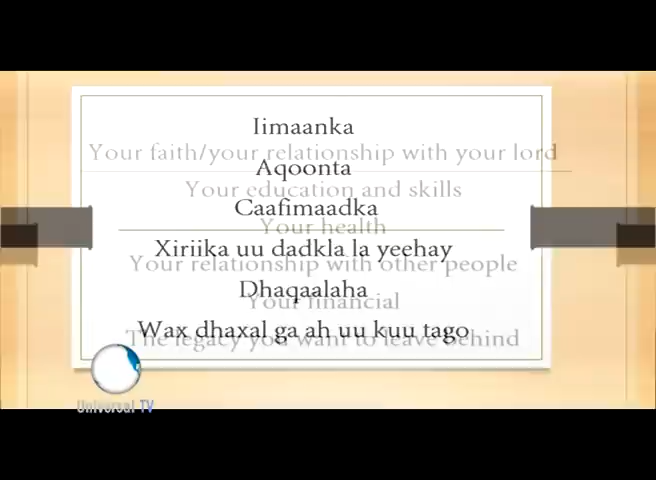 Iimaanka
Your faith/your relationship with your lord
Aqoonta
Your education and skills
Caafimaadka
Your health
Xiriika uu dadkla la yeehay
Your relationship with other people
Dhaqaalaha
Your financial
Wax dhaxal ga ah uu kuu tago
The legacy you want to leave behind
Universal TV